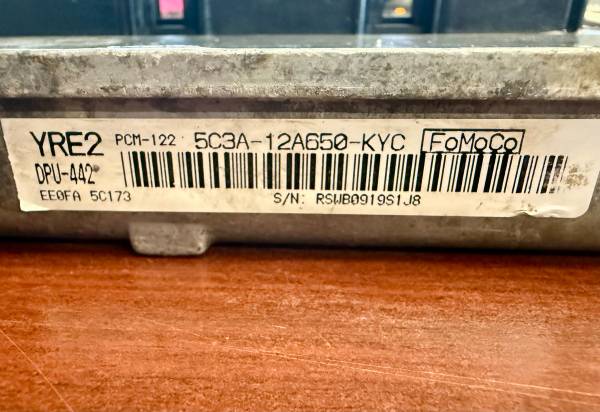 YRE2 PCM-122 5C3A-12A650-KYC FoMoCo
DPU-442
EE0FA 5C173 S/N: RSWB0919S1J8